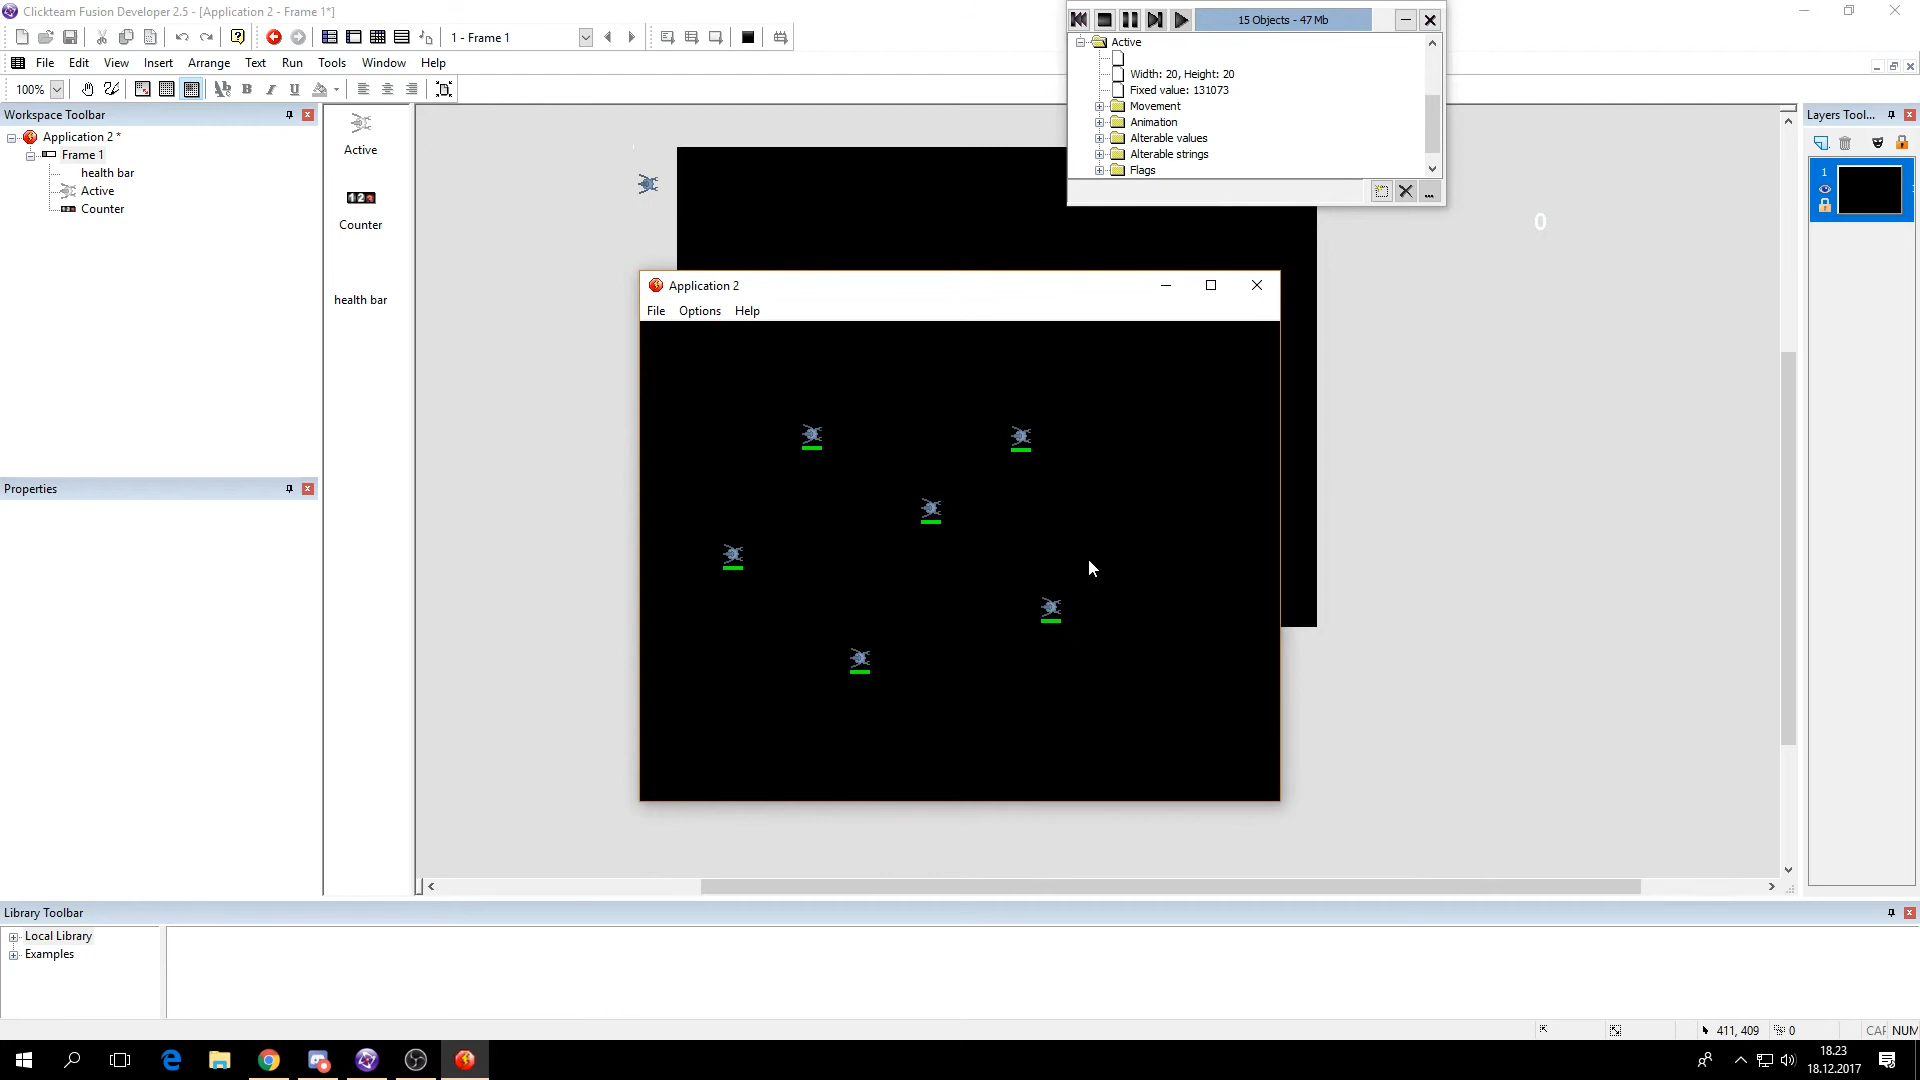 Clickteam Fusion Developer 2.5 - [Application 2 - Frame 1*]
1 - Frame 1
File Edit View Insert Arrange Text Run Tools Window Help
100%
B I U
Workspace Toolbar
Application 2 *
Frame 1
health bar
Active
Counter
Properties
Active
123
Counter
health bar
15 Objects - 47 Mb
Active
Width: 20, Height: 20
Fixed value: 131073
Movement
Animation
Alterable values
Alterable strings
Flags
...
0
Application 2
File Options Help
Layers Tool...
1
Library Toolbar
Local Library
Examples
411, 409
0
CAP NUM
18.23
18.12.2017